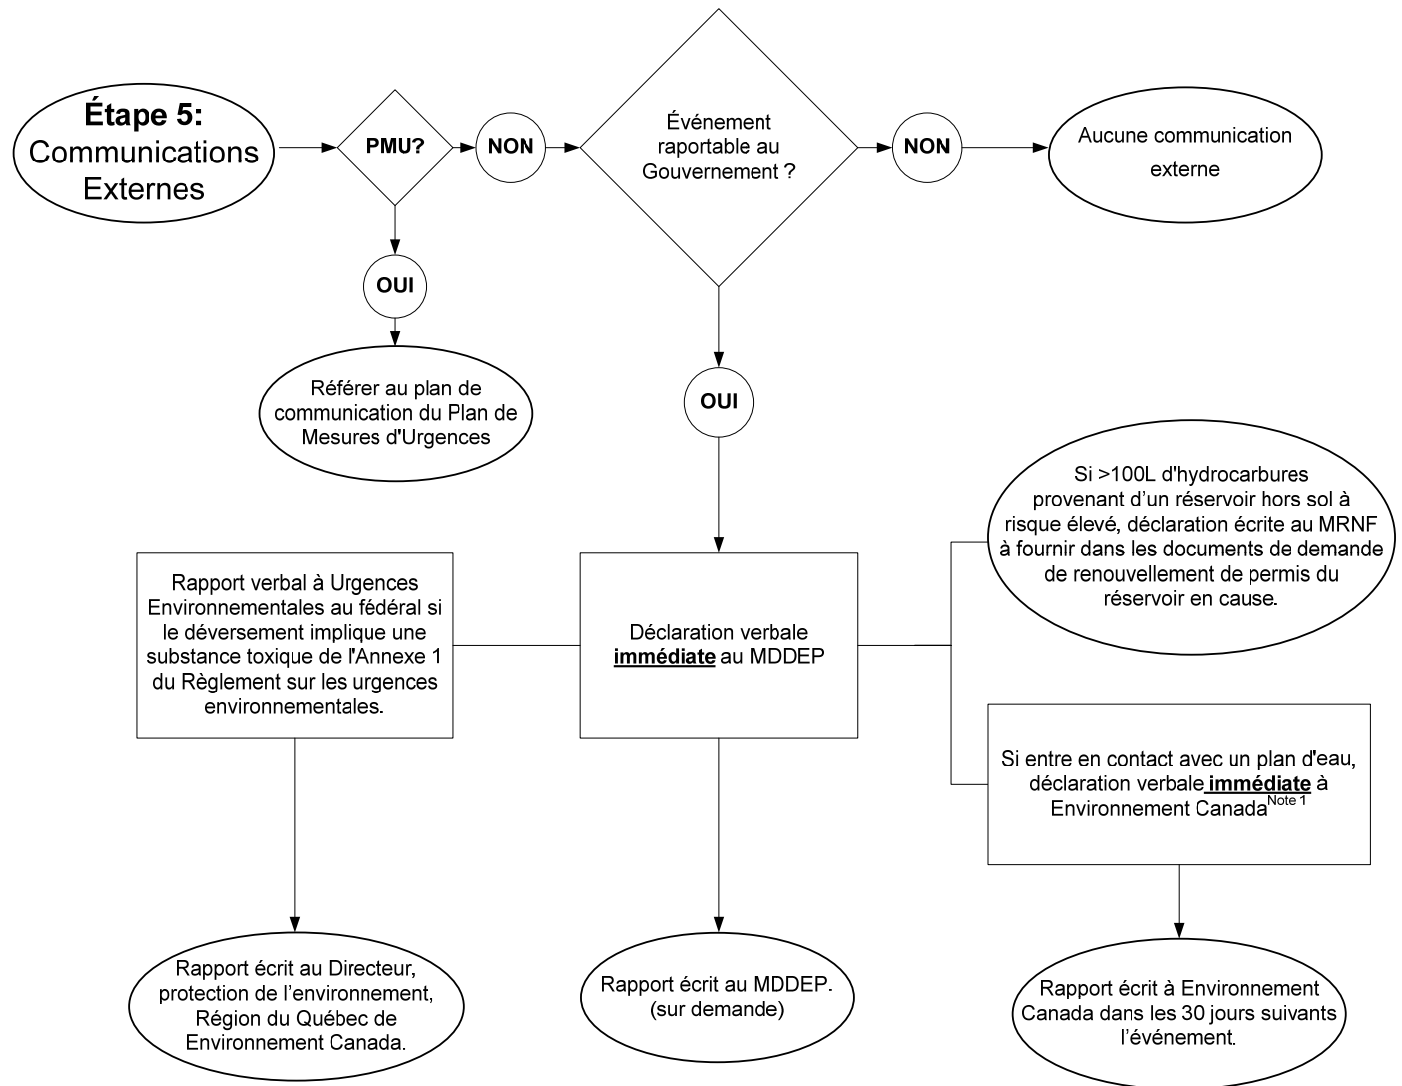 Étape 5:
Communications
Externes
PMU?
NON
Événement
raportable au
Gouvernement ?
NON
Aucune communication
externe
OUI
Référer au plan de
communication du Plan de
Mesures d'Urgences
OUI
Si >100L d'hydrocarbures
provenant d’un réservoir hors sol à
risque élevé, déclaration écrite au MRNF
à fournir dans les documents de demande
de renouvellement de permis du
réservoir en cause.
Rapport verbal à Urgences
Environnementales au fédéral si
le déversement implique une
substance toxique de l'Annexe 1
du Règlement sur les urgences
environnementales.
Déclaration verbale
immédiate au MDDEP
Si entre en contact avec un plan d'eau,
déclaration verbale immédiate à
Environnement Canada Note 1
Rapport écrit au Directeur,
protection de l’environnement,
Région du Québec de
Environnement Canada.
Rapport écrit au MDDEP.
(sur demande)
Rapport écrit à Environnement
Canada dans les 30 jours suivants
l’événement.